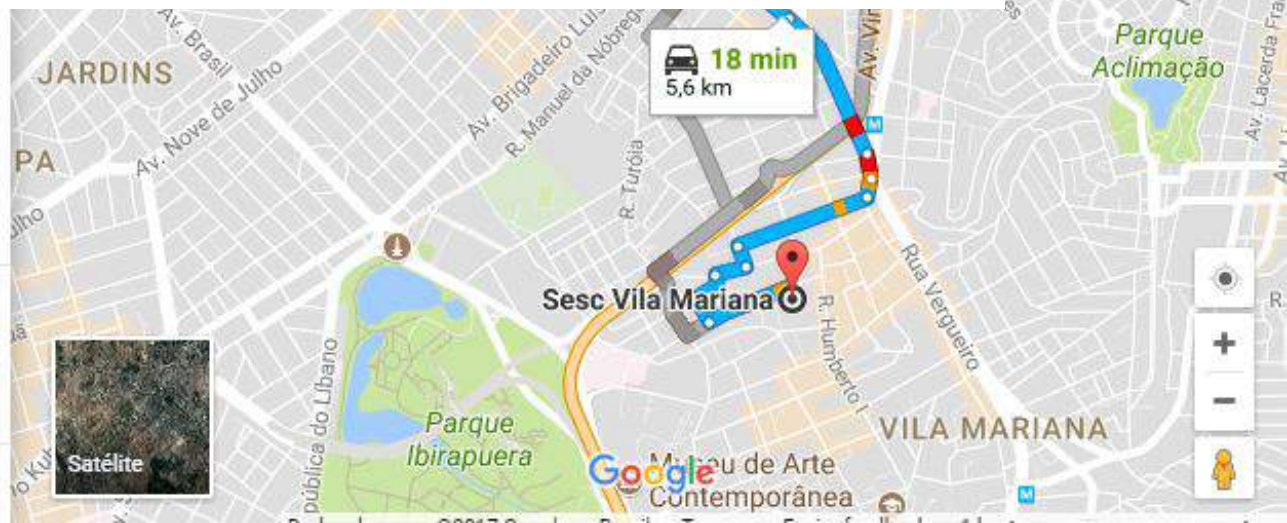 Av. Brasil
JARDINS
Av. Nove de Julho
PA
Av. Brigadeiro Luís
R. Manuel da Nóbrega
R. Turóia
18 min
5,6 km
Av.
M
Parque
Aclimação
Av. Lacerda
Sesc Vila Mariana
R. Humberto I
Rua Vergueiro
R.
Satélite
Parque
Ibirapuera
VILA MARIANA
Google
Museu de Arte
Contemporânea
M